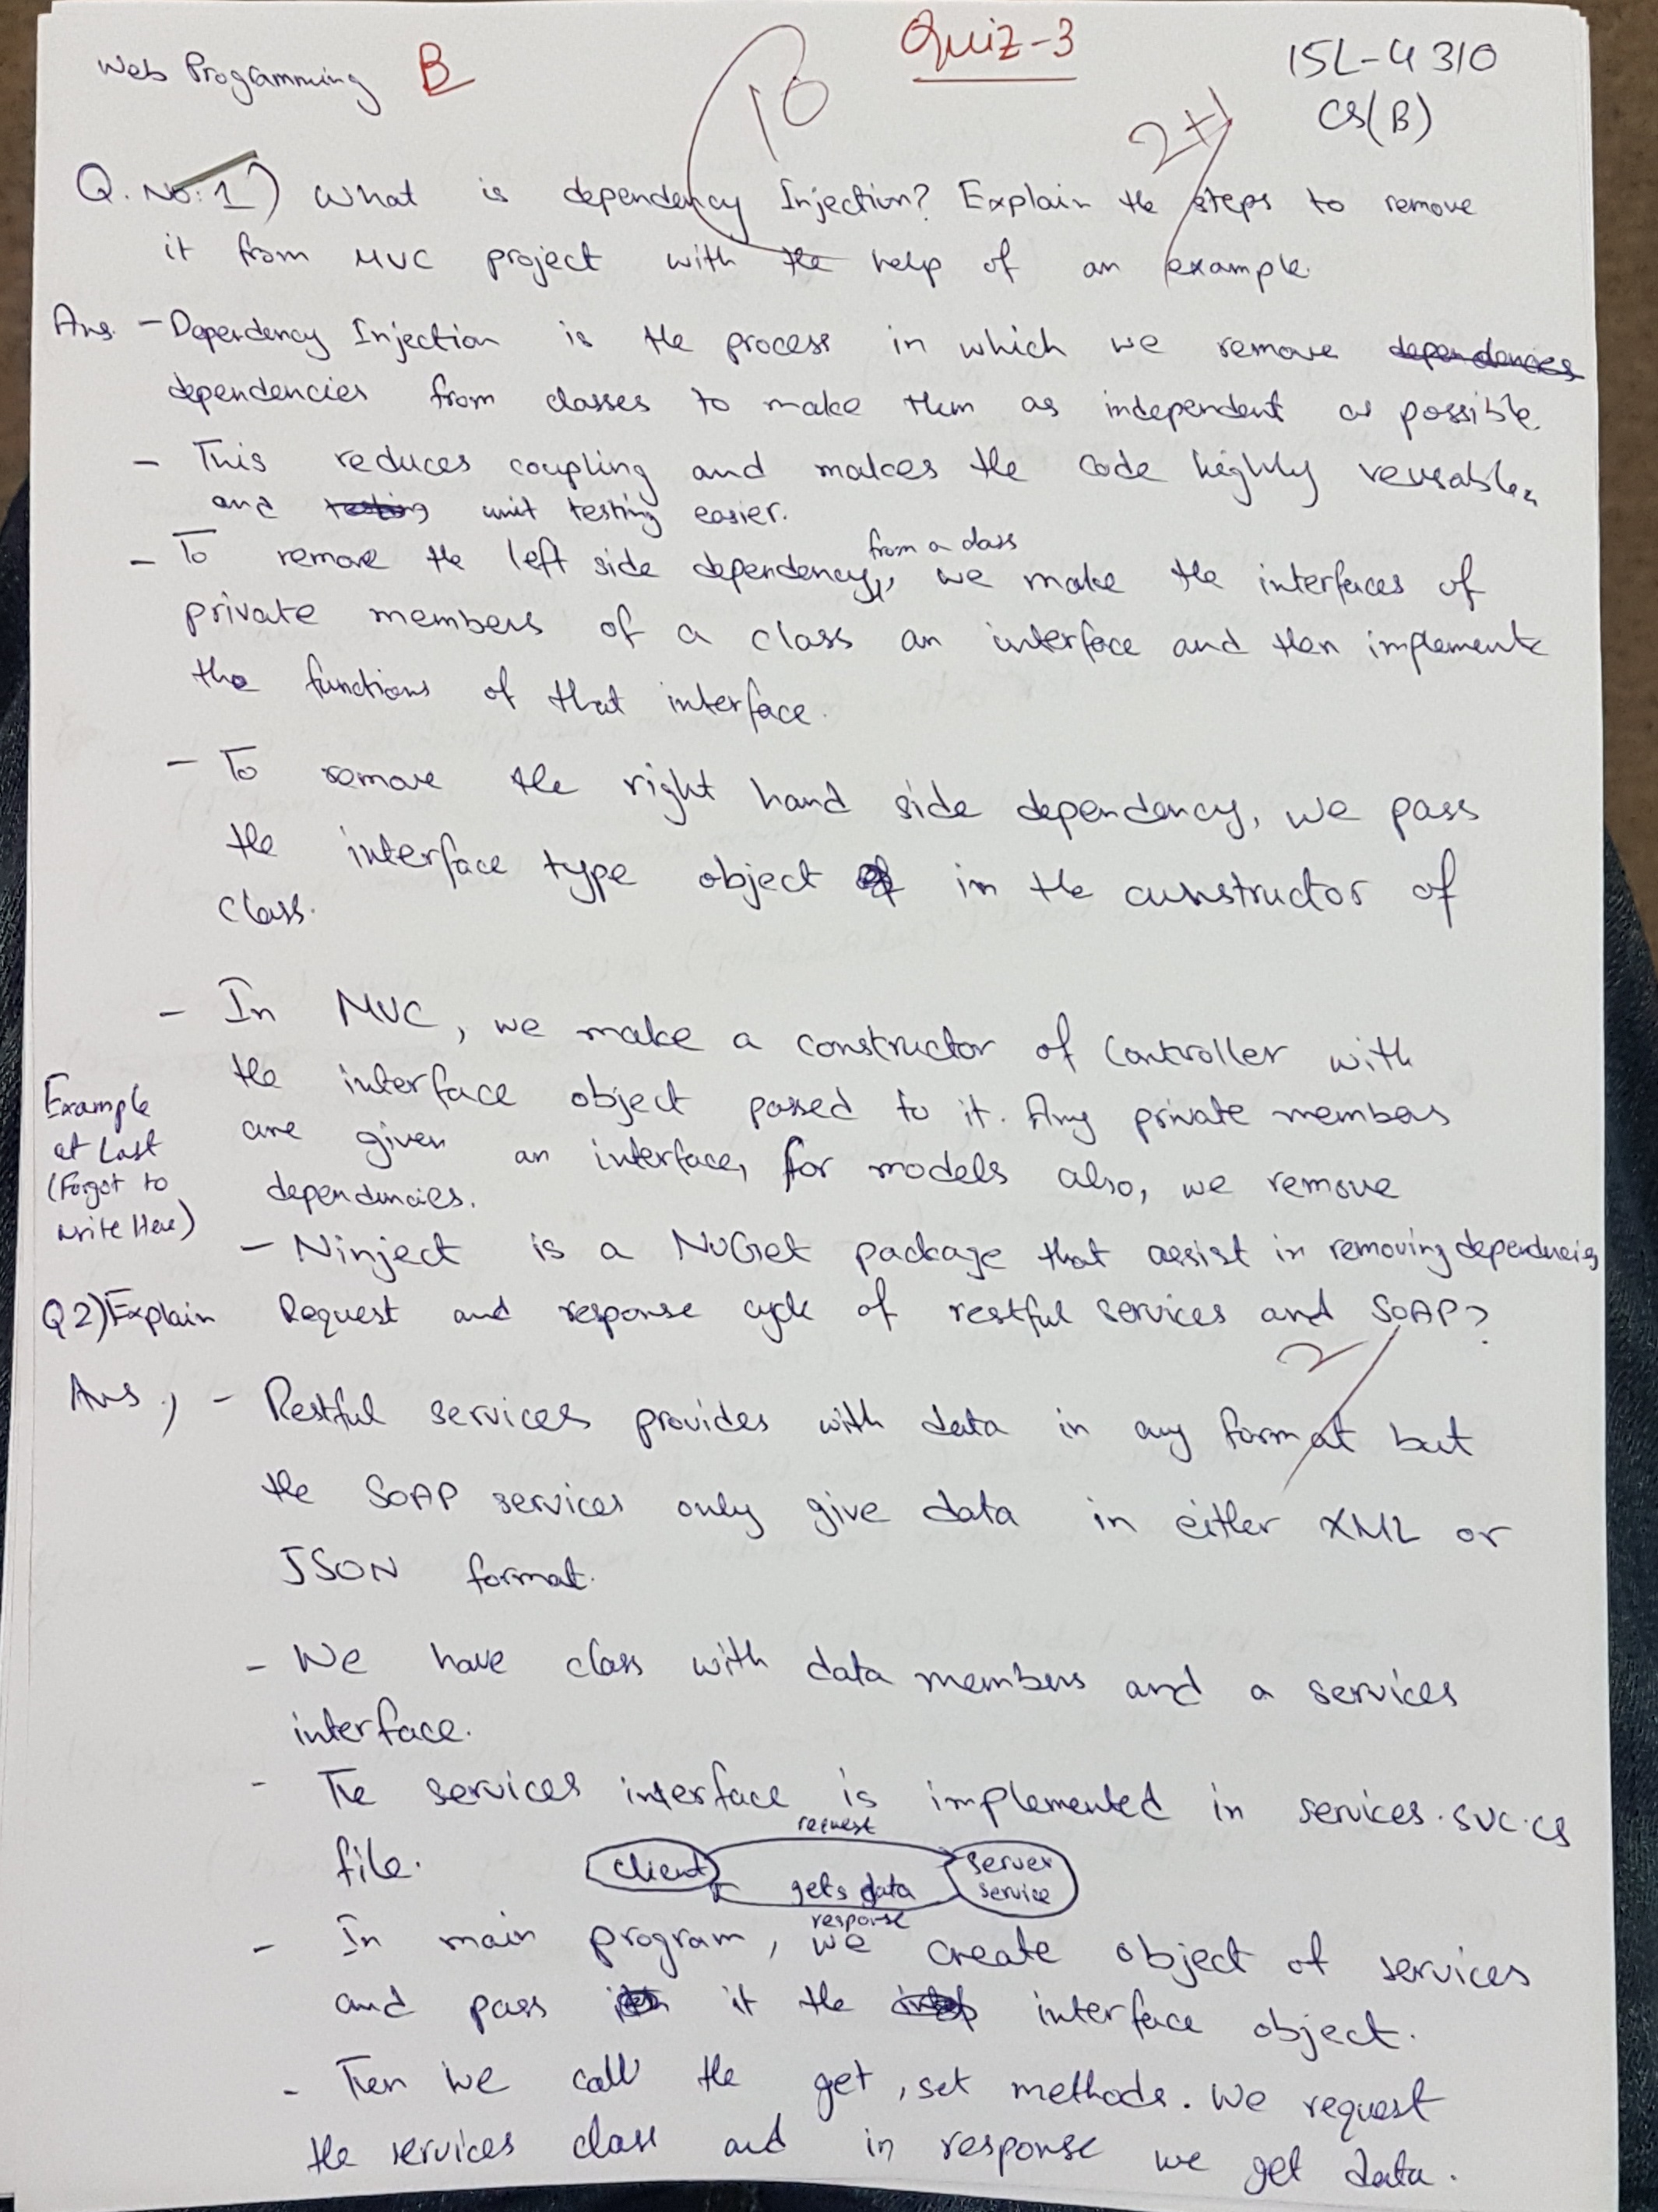 Web Programming B 10 Quiz-3 15L-4310
2+1 CS(B)
Q. No:1) What is dependency Injection? Explain the steps to remove
it from MVC project with the help of an example.
Ans. - Dependency Injection is the process in which we remove dependencies
dependencies from classes to make them as independent as possible.
- This reduces coupling and makes the code highly reusable,
and testing unit testing easier.
- To remove the left side dependency, from a class we make the interfaces of
private members of a class an interface and then implement
the functions of that interface.
- To remove the right hand side dependency, we pass
the interface type object of in the cunstructor of
class.
- In MVC, we make a constructor of Controller with
the interface object passed to it. Any private members
are given an interface, for models also, we remove
dependencies.
Example
at Last
(Forgot to
write Here)
- Ninject is a NuGet package that assist in removing dependencies
Q2) Explain Request and response cycle of restful services and SOAP?
2
Ans, - Restful services provides with data in any format but
the SOAP services only give data in either XML or
JSON format.
- We have class with data members and a services
interface.
- The services interface is implemented in services.svc.cs
file.
request
client gets data server
service
response
- In main program, we create object of services
and pass it the interface object.
- Then we call the get, set methods. We request
the services class and in response we get data.